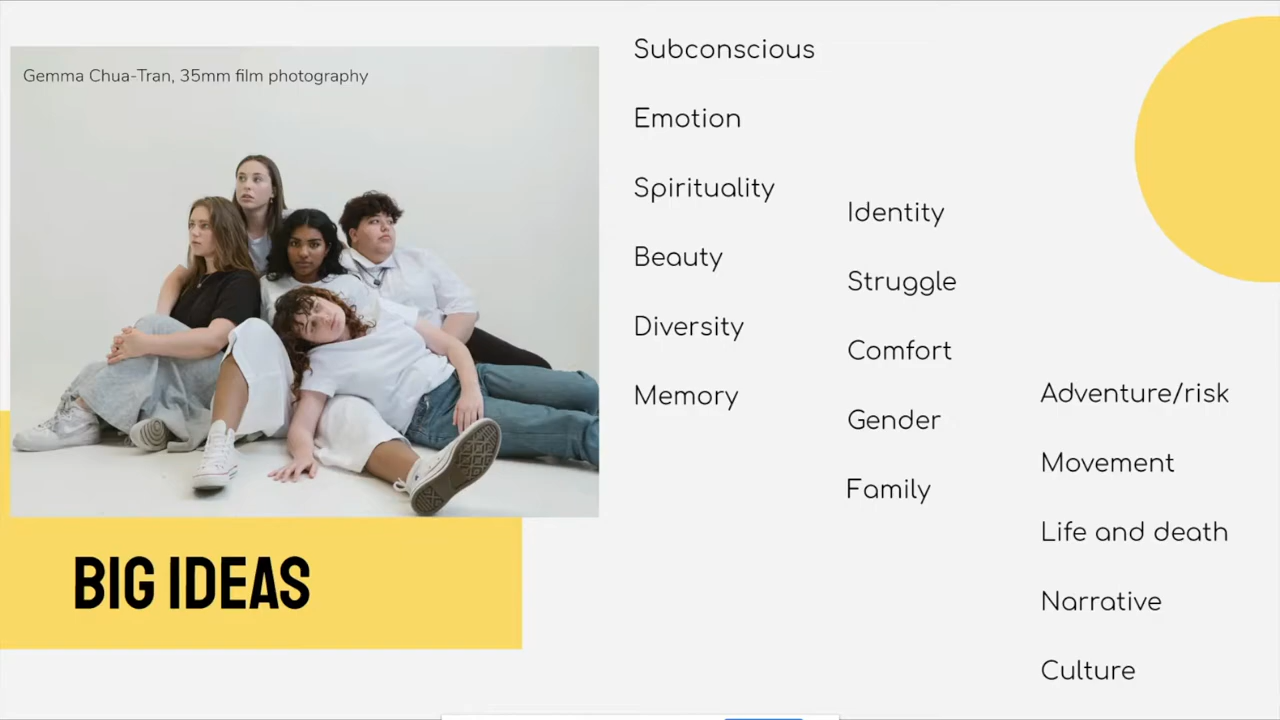 Gemma Chua-Tran, 35mm film photography
BIG IDEAS
Subconscious
Emotion
Spirituality
Beauty
Diversity
Memory
Identity
Struggle
Comfort
Gender
Family
Adventure/risk
Movement
Life and death
Narrative
Culture